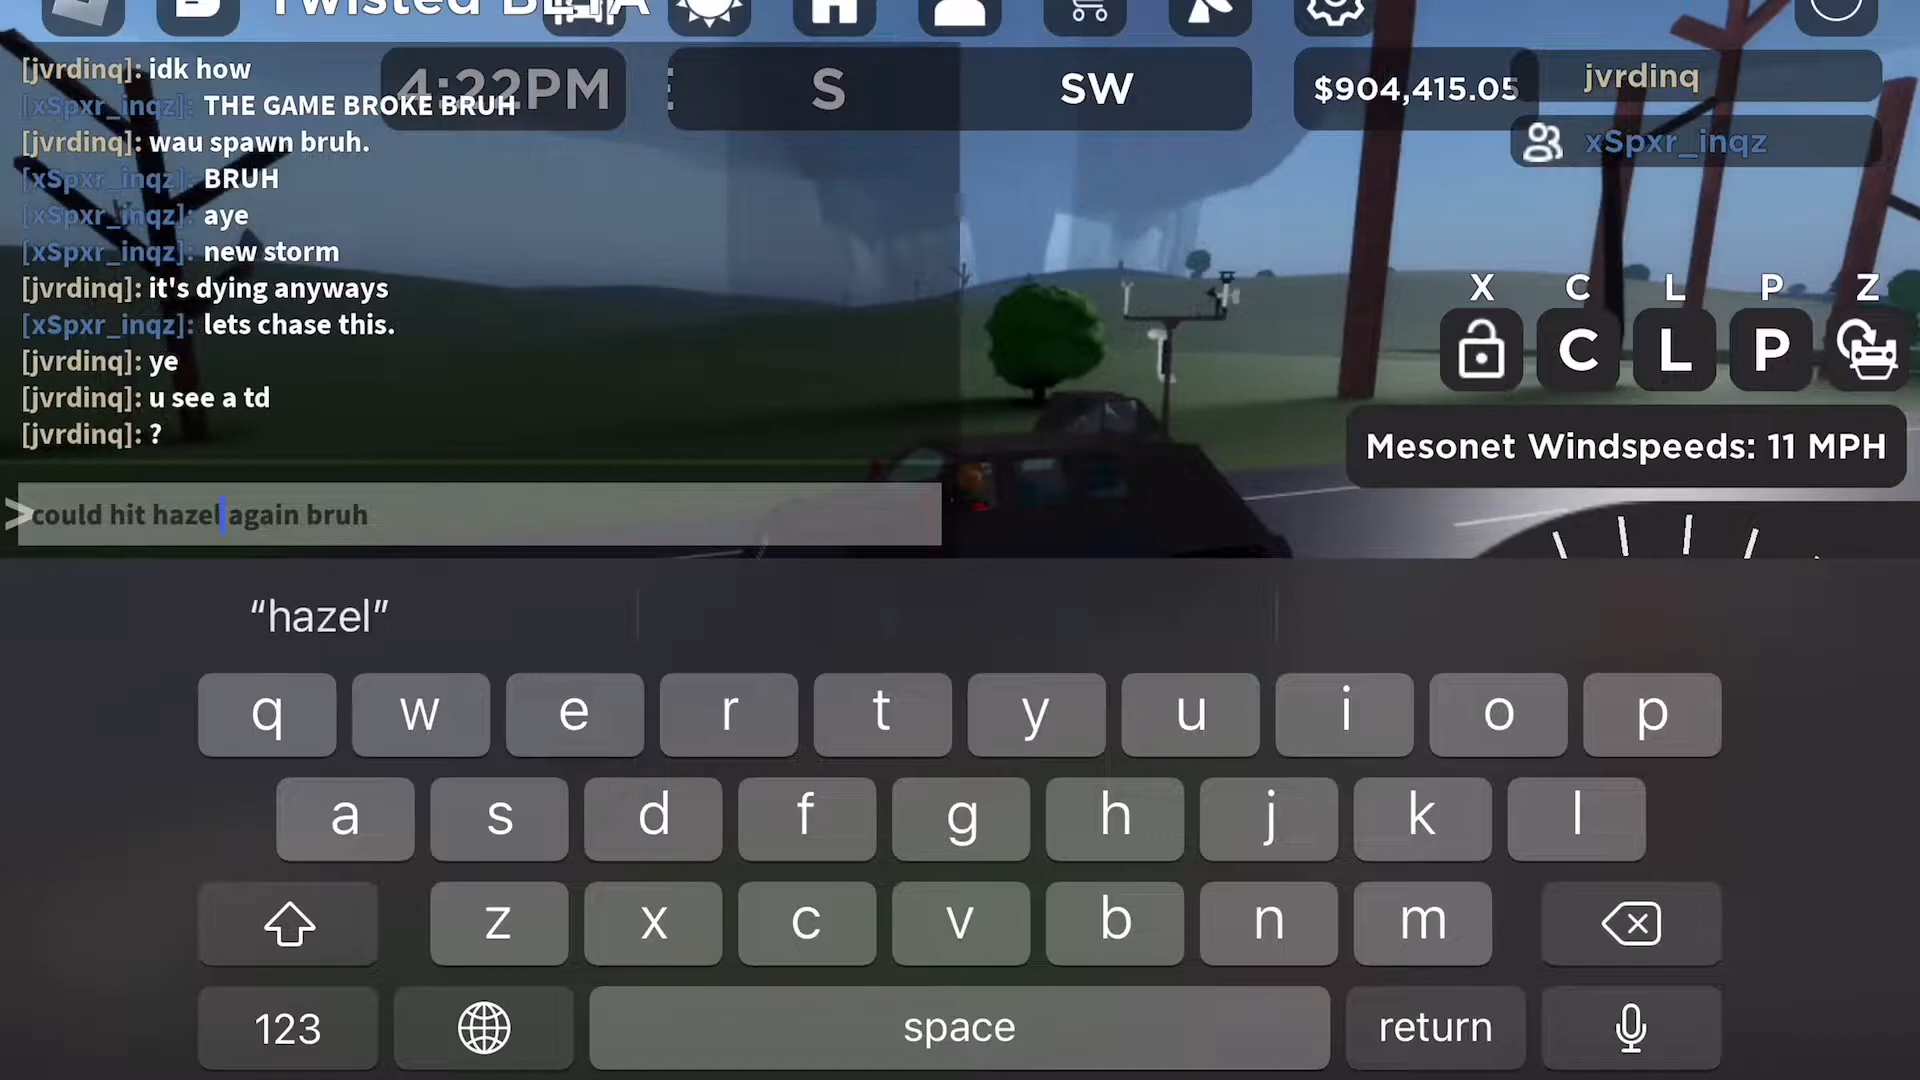 Twisted BETA
4:22PM
E
S
SW
$904,415.05
jvrdinq
xSpxr_inqz
[jvrdinq]: idk how
[xSpxr_inqz]: THE GAME BROKE BRUH
[jvrdinq]: wau spawn bruh.
[xSpxr_inqz]: BRUH
[xSpxr_inqz]: aye
[xSpxr_inqz]: new storm
[jvrdinq]: it's dying anyways
[xSpxr_inqz]: lets chase this.
[jvrdinq]: ye
[jvrdinq]: u see a td
[jvrdinq]: ?
X C L P Z
C L P
Mesonet Windspeeds: 11 MPH
>could hit hazel again bruh
“hazel”
q w e r t y u i o p
a s d f g h j k l
z x c v b n m
123 space return